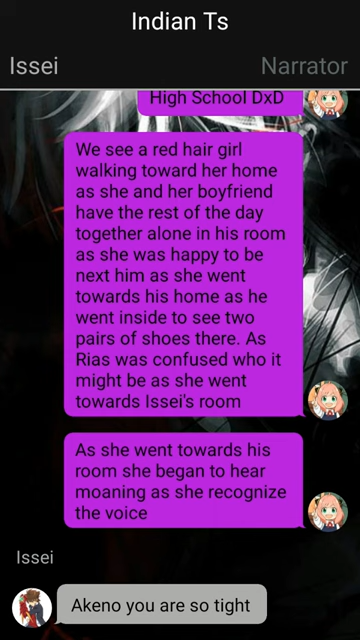 Indian Ts
Issei
Narrator
High School DxD
We see a red hair girl
walking toward her home
as she and her boyfriend
have the rest of the day
together alone in his room
as she was happy to be
next him as she went
towards his home as he
went inside to see two
pairs of shoes there. As
Rias was confused who it
might be as she went
towards Issei's room
As she went towards his
room she began to hear
moaning as she recognize
the voice
Issei
Akeno you are so tight